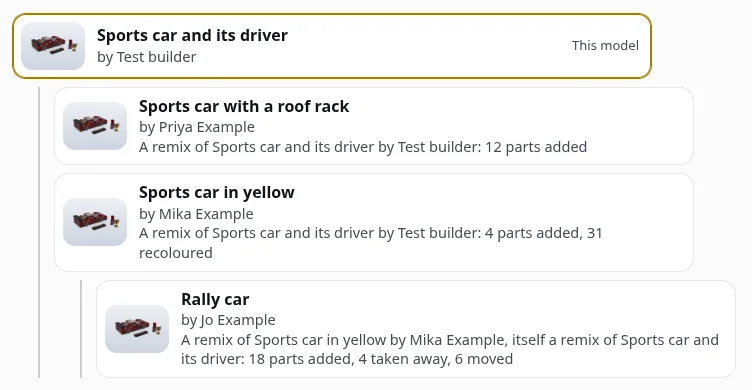 Sports car and its driver
by Test builder
This model
Sports car with a roof rack
by Priya Example
A remix of Sports car and its driver by Test builder: 12 parts added
Sports car in yellow
by Mika Example
A remix of Sports car and its driver by Test builder: 4 parts added, 31
recoloured
Rally car
by Jo Example
A remix of Sports car in yellow by Mika Example, itself a remix of Sports car and
its driver: 18 parts added, 4 taken away, 6 moved